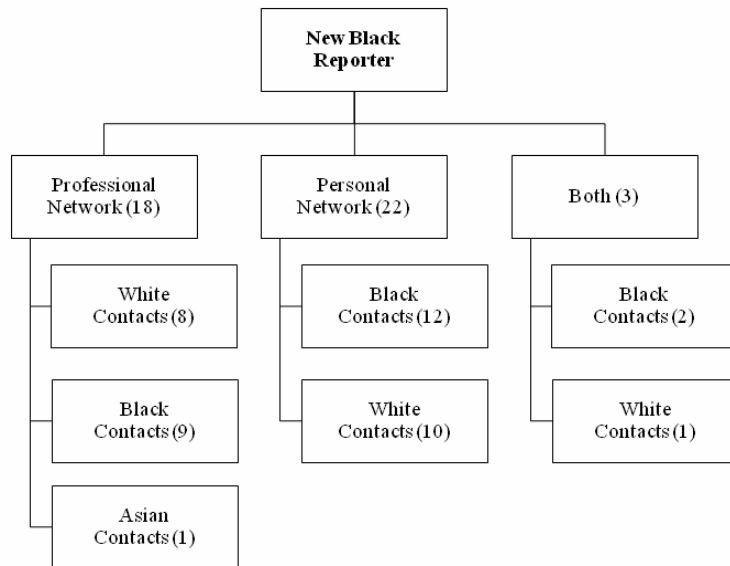 New Black
Reporter
Professional
Network (18)
Personal
Network (22)
Both (3)
White
Contacts (8)
Black
Contacts (12)
Black
Contacts (2)
Black
Contacts (9)
White
Contacts (10)
White
Contacts (1)
Asian
Contacts (1)